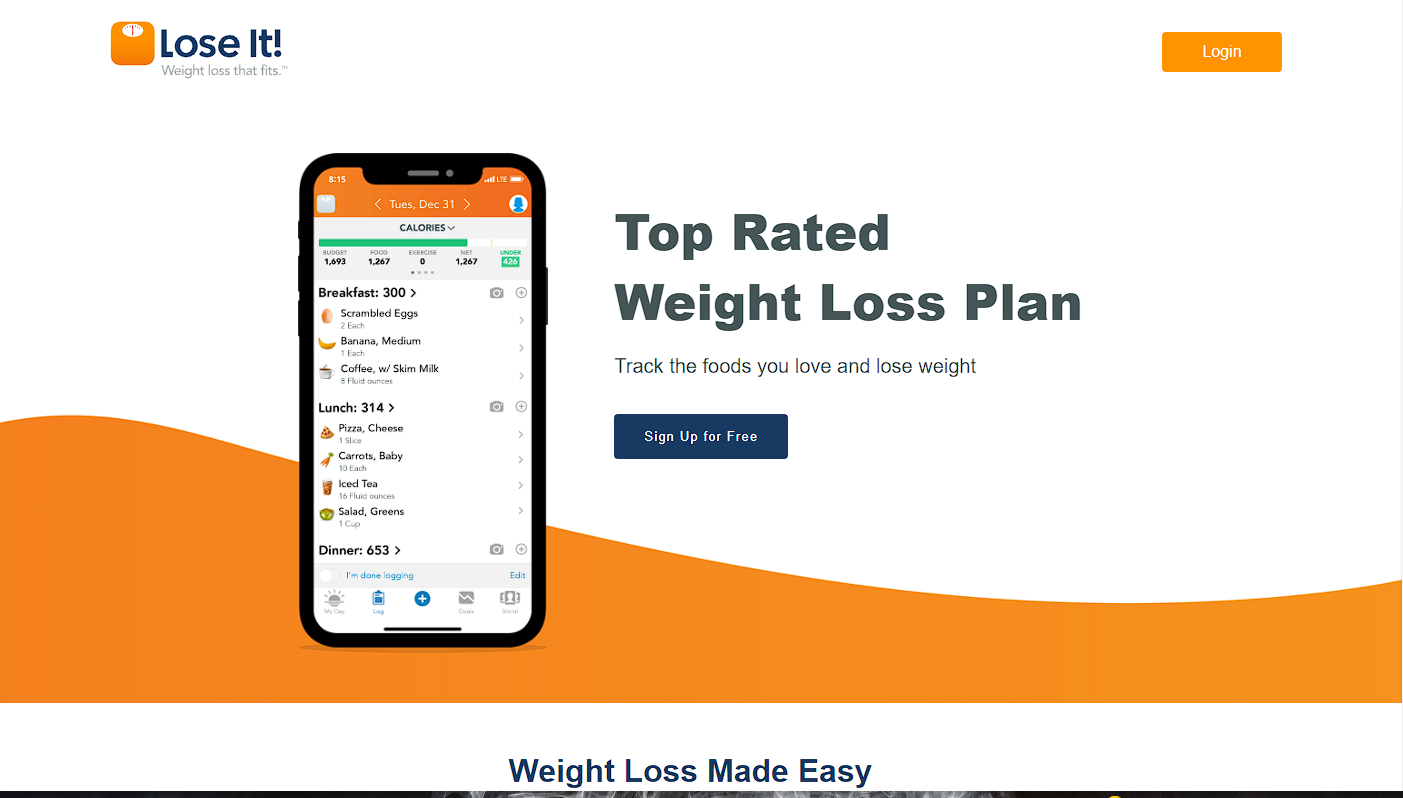 Lose It!
Weight loss that fits.™
Login
8:15
LTE
Tues, Dec 31
CALORIES
BUDGET FOOD EXERCISE NET UNDER
1,693 1,267 0 1,267 426
Breakfast: 300
Scrambled Eggs
2 Each
Banana, Medium
1 Each
Coffee, w/ Skim Milk
8 Fluid ounces
Lunch: 314
Pizza, Cheese
1 Slice
Carrots, Baby
10 Each
Iced Tea
16 Fluid ounces
Salad, Greens
1 Cup
Dinner: 653
I'm done logging Edit
My Day Log Goals Social
Top Rated
Weight Loss Plan
Track the foods you love and lose weight
Sign Up for Free
Weight Loss Made Easy